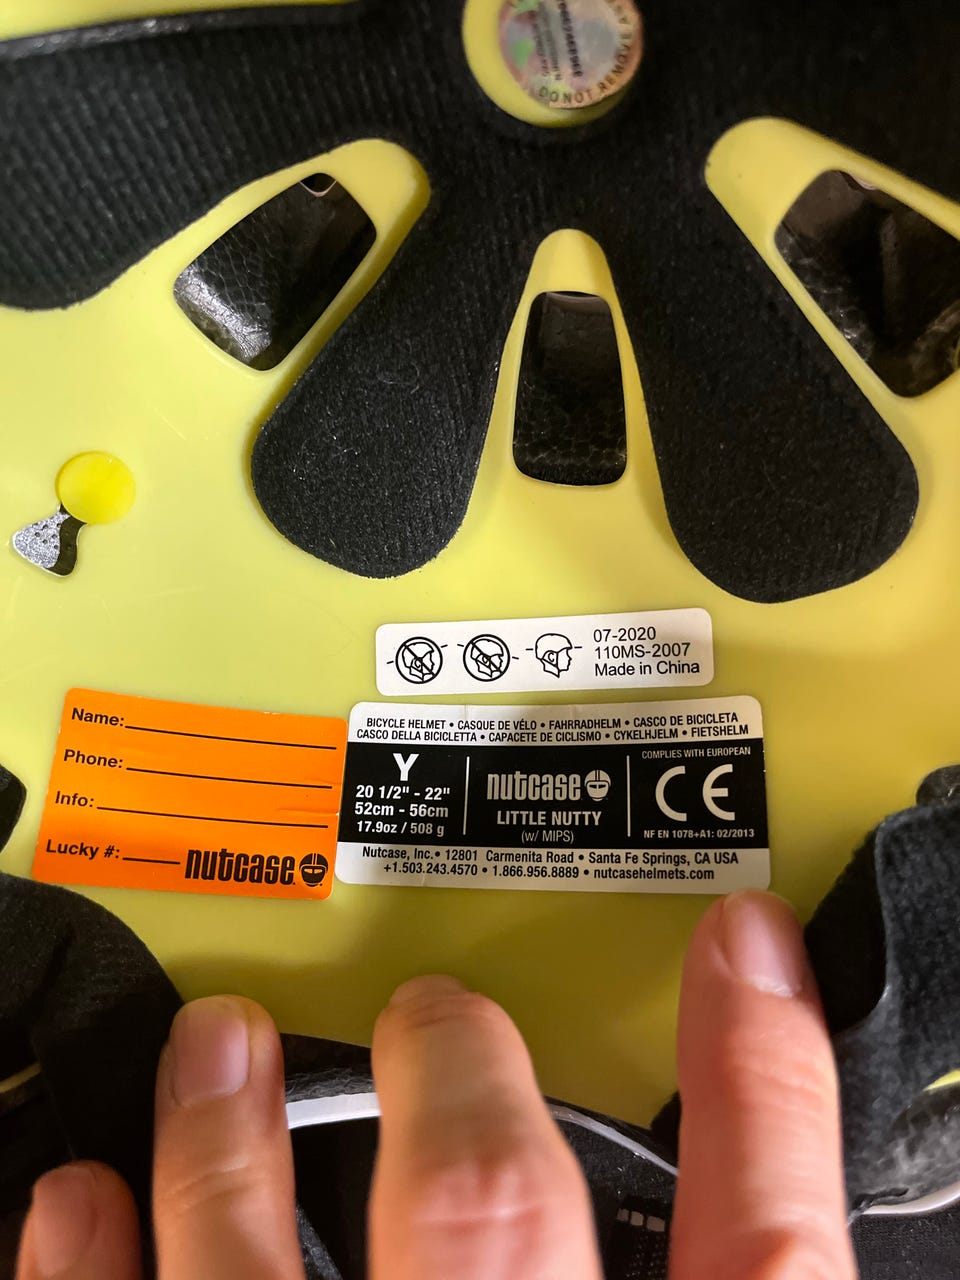 DO NOT REMOVE
07-2020
110MS-2007
Made in China
Name:
Phone:
Info:
Lucky #:
nutcase
BICYCLE HELMET • CASQUE DE VÉLO • FAHRRADHELM • CASCO DE BICICLETA
CASCO DELLA BICICLETTA • CAPACETE DE CICLISMO • CYKELHJELM • FIETSHELM
Y
20 1/2" - 22"
52cm - 56cm
17.9oz / 508 g
nutcase
LITTLE NUTTY
(w/ MIPS)
COMPLIES WITH EUROPEAN
CE
NF EN 1078+A1: 02/2013
Nutcase, Inc. • 12801 Carmenita Road • Santa Fe Springs, CA USA
+1.503.243.4570 • 1.866.956.8889 • nutcasehelmets.com